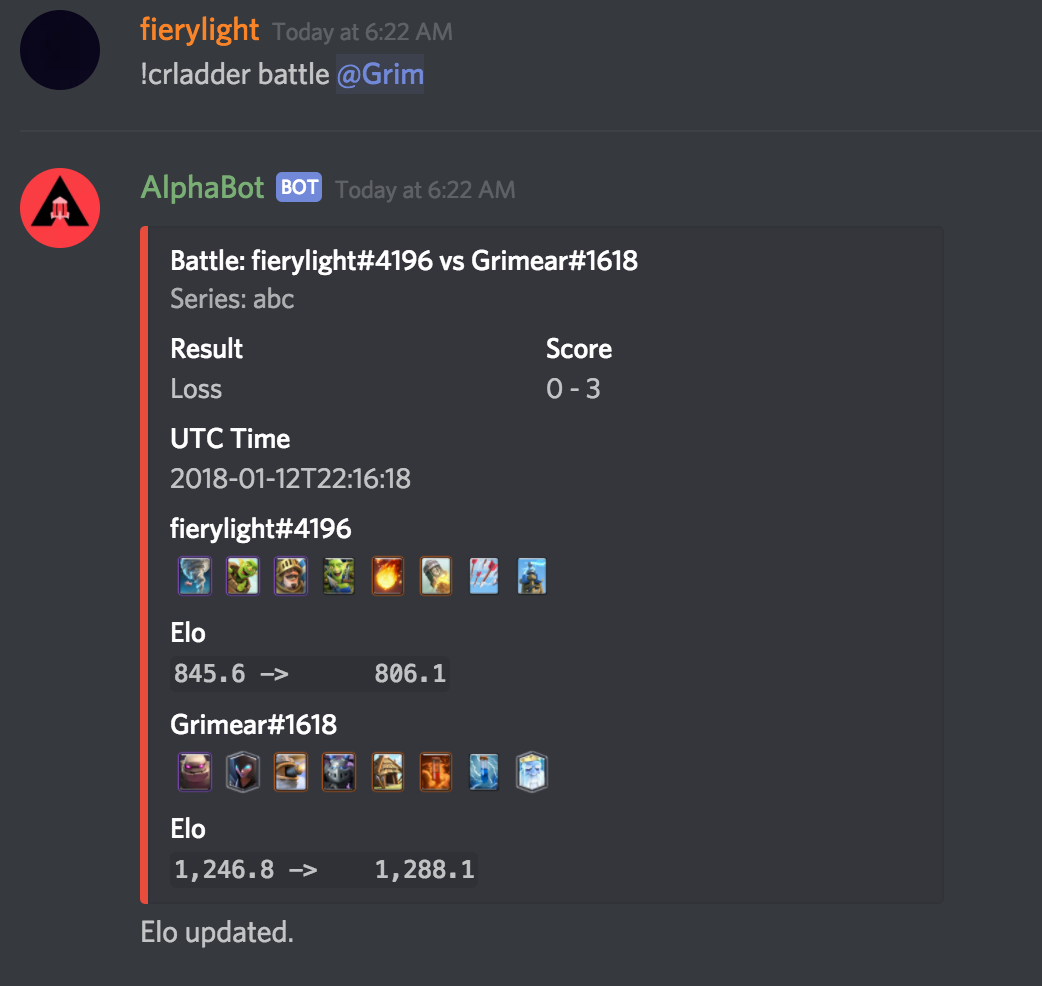 fierylight Today at 6:22 AM
!crladder battle @Grim
AlphaBot BOT Today at 6:22 AM
Battle: fierylight#4196 vs Grimear#1618
Series: abc
Result Score
Loss 0 - 3
UTC Time
2018-01-12T22:16:18
fierylight#4196
Elo
845.6 —> 806.1
Grimear#1618
Elo
1,246.8 —> 1,288.1
Elo updated.